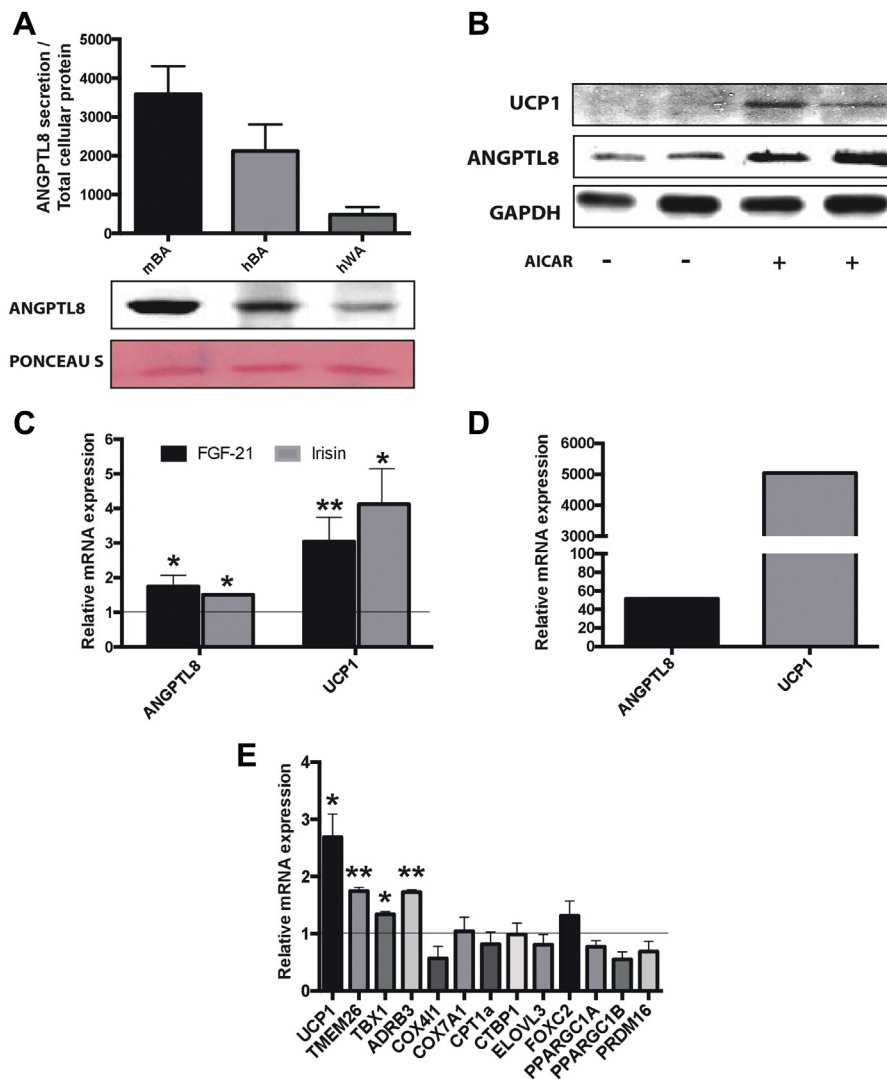 A
ANGPTL8 secretion /
Total cellular protein
5000
4000
3000
2000
1000
0
mBA
hBA
hWA
ANGPTL8
PONCEAU S
B
UCP1
ANGPTL8
GAPDH
AICAR - - + +
C
Relative mRNA expression
6
5
4
3
2
1
0
FGF-21 Irisin
* * ** *
ANGPTL8
UCP1
D
Relative mRNA expression
6000
5000
4000
3000
100
80
60
40
20
0
ANGPTL8
UCP1
E
Relative mRNA expression
4
3
2
1
0
* ** * **
UCP1
TMEM26
TBX1
ADRB3
COX4I1
COX7A1
CPT1a
CTBP1
ELOVL3
FOXC2
PPARGC1A
PPARGC1B
PRDM16